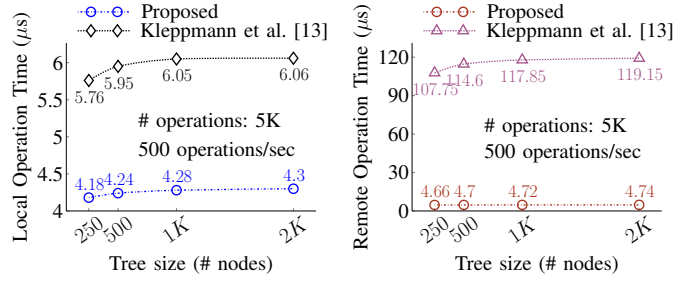 Proposed
Kleppmann et al. [13]
Local Operation Time (μs)
6
5.5
5
4.5
4
5.76
5.95
6.05
6.06
# operations: 5K
500 operations/sec
4.18
4.24
4.28
4.3
250
500
1K
2K
Tree size (# nodes)
Proposed
Kleppmann et al. [13]
Remote Operation Time (μs)
120
90
60
30
0
107.75
114.6
117.85
119.15
# operations: 5K
500 operations/sec
4.66
4.7
4.72
4.74
250
500
1K
2K
Tree size (# nodes)